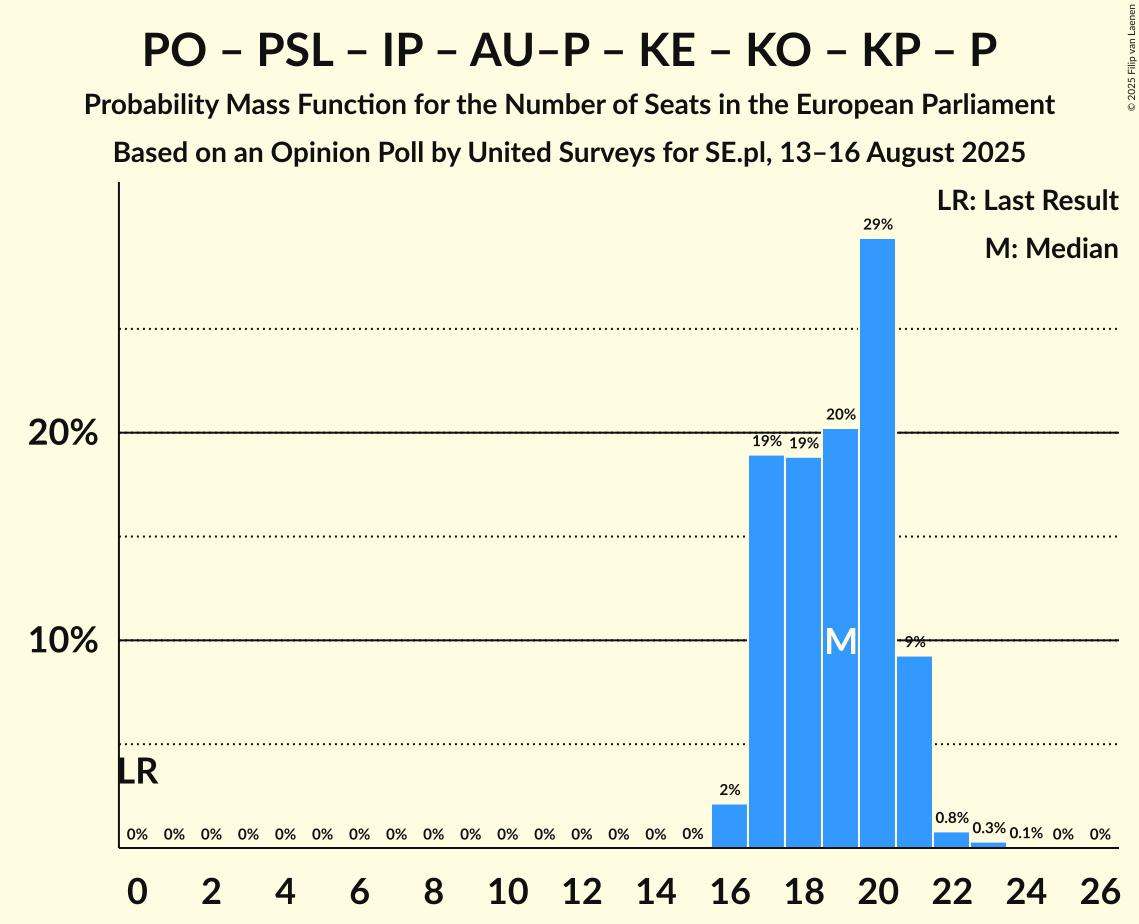 PO – PSL – IP – AU–P – KE – KO – KP – P
Probability Mass Function for the Number of Seats in the European Parliament
Based on an Opinion Poll by United Surveys for SE.pl, 13–16 August 2025
© 2025 Filip van Laenen
LR: Last Result
M: Median
29%
20%
20%
19% 19%
10%
9%
M
LR
2%
0% 0% 0% 0% 0% 0% 0% 0% 0% 0% 0% 0% 0% 0% 0% 0% 0.8% 0.3% 0.1% 0% 0%
0 2 4 6 8 10 12 14 16 18 20 22 24 26